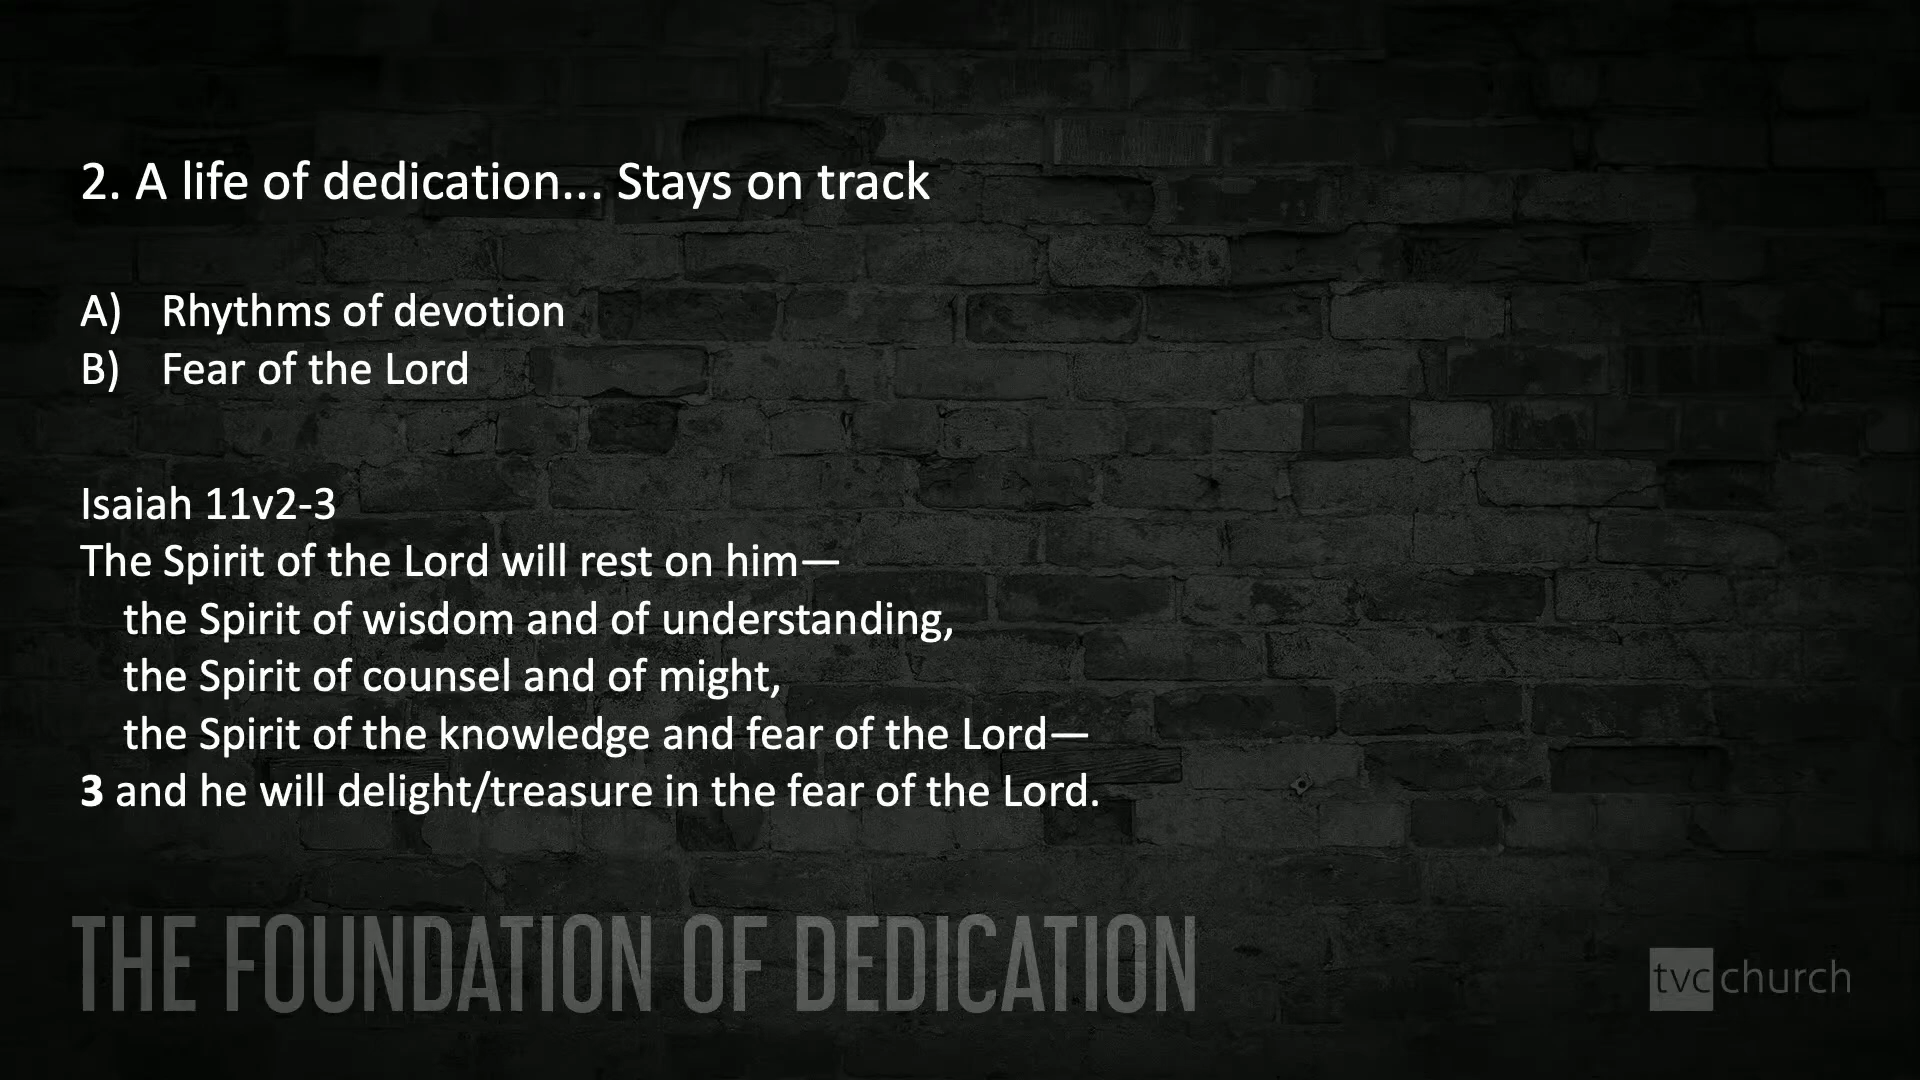 2. A life of dedication... Stays on track
A) Rhythms of devotion
B) Fear of the Lord
Isaiah 11v2-3
The Spirit of the Lord will rest on him—
the Spirit of wisdom and of understanding,
the Spirit of counsel and of might,
the Spirit of the knowledge and fear of the Lord—
3 and he will delight/treasure in the fear of the Lord.
THE FOUNDATION OF DEDICATION
tvc church